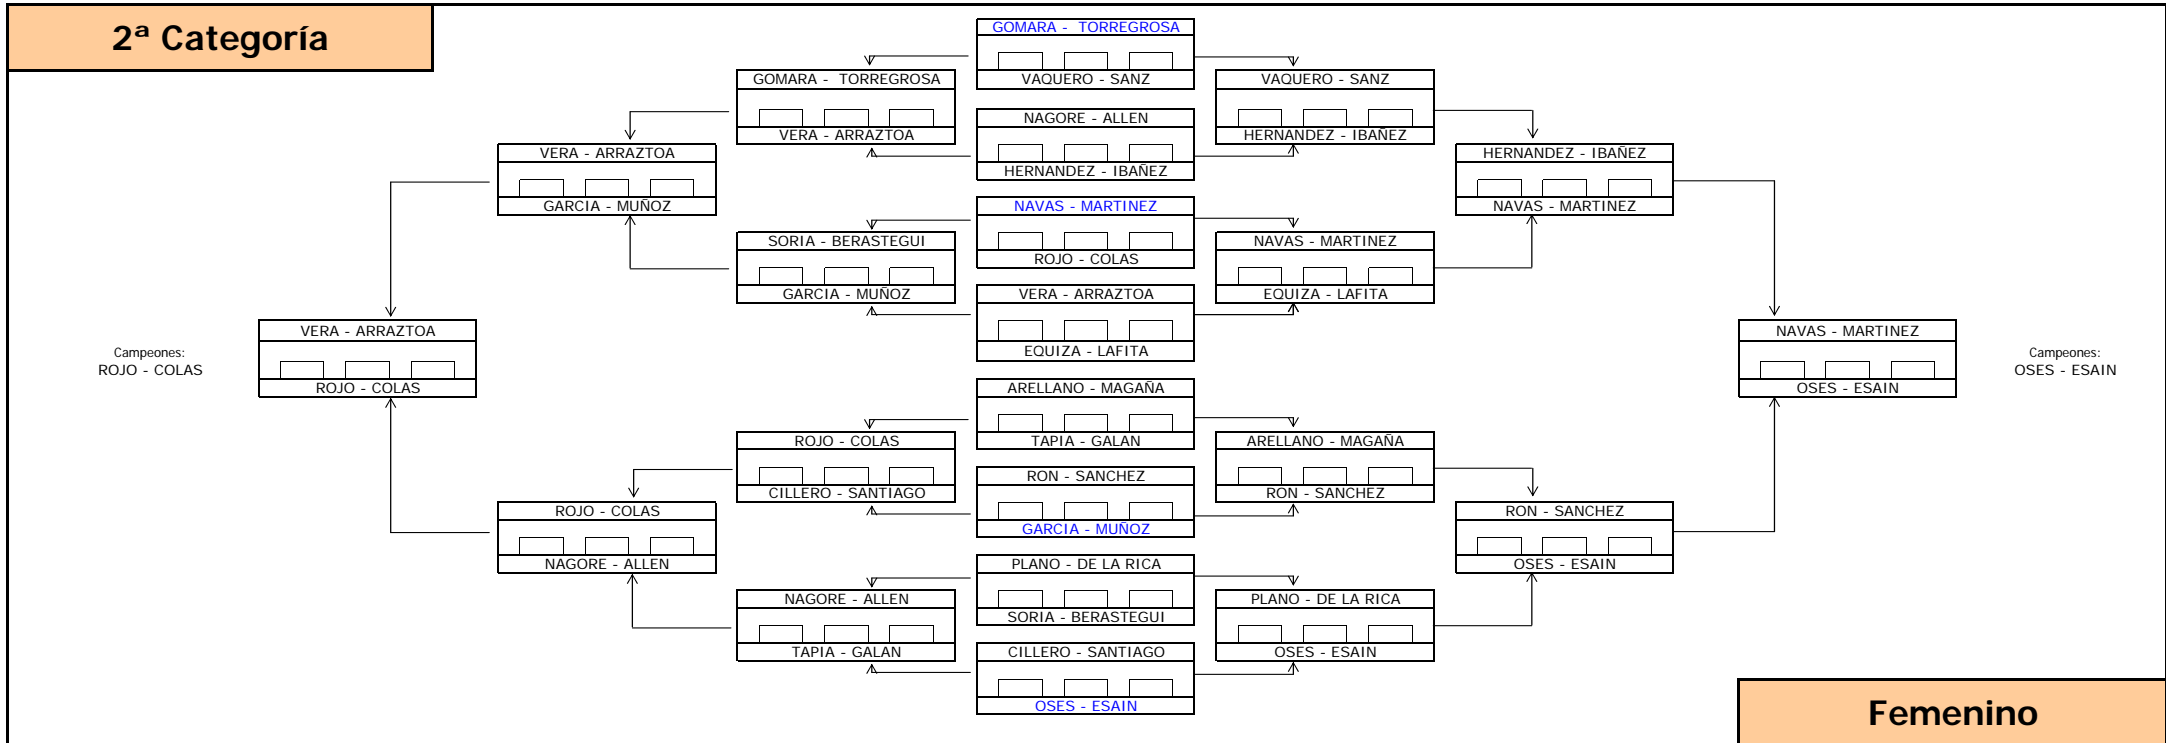 2ª Categoría
GOMARA - TORREGROSA
VAQUERO - SANZ
GOMARA - TORREGROSA
VERA - ARRAZTOA
VAQUERO - SANZ
HERNANDEZ - IBAÑEZ
NAGORE - ALLEN
HERNANDEZ - IBAÑEZ
VERA - ARRAZTOA
GARCIA - MUÑOZ
HERNANDEZ - IBAÑEZ
NAVAS - MARTINEZ
NAVAS - MARTINEZ
ROJO - COLAS
SORIA - BERASTEGUI
GARCIA - MUÑOZ
NAVAS - MARTINEZ
EQUIZA - LAFITA
VERA - ARRAZTOA
EQUIZA - LAFITA
Campeones:
ROJO - COLAS
VERA - ARRAZTOA
ROJO - COLAS
NAVAS - MARTINEZ
OSES - ESAIN
Campeones:
OSES - ESAIN
ARELLANO - MAGAÑA
TAPIA - GALAN
ROJO - COLAS
CILLERO - SANTIAGO
ARELLANO - MAGAÑA
RON - SANCHEZ
RON - SANCHEZ
GARCIA - MUÑOZ
ROJO - COLAS
NAGORE - ALLEN
RON - SANCHEZ
OSES - ESAIN
PLANO - DE LA RICA
SORIA - BERASTEGUI
NAGORE - ALLEN
TAPIA - GALAN
PLANO - DE LA RICA
OSES - ESAIN
CILLERO - SANTIAGO
OSES - ESAIN
Femenino